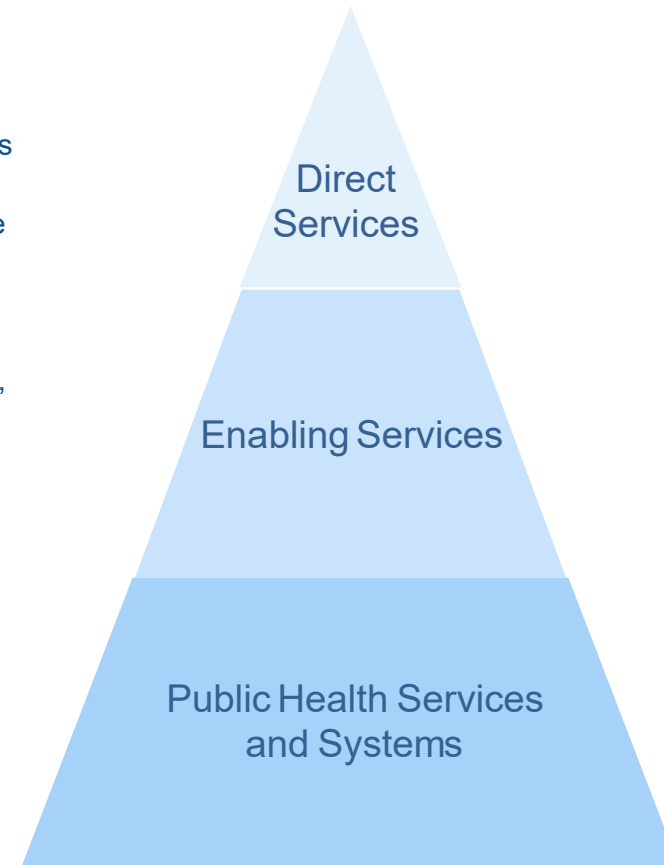 Direct
Services
Enabling Services
Public Health Services
and Systems